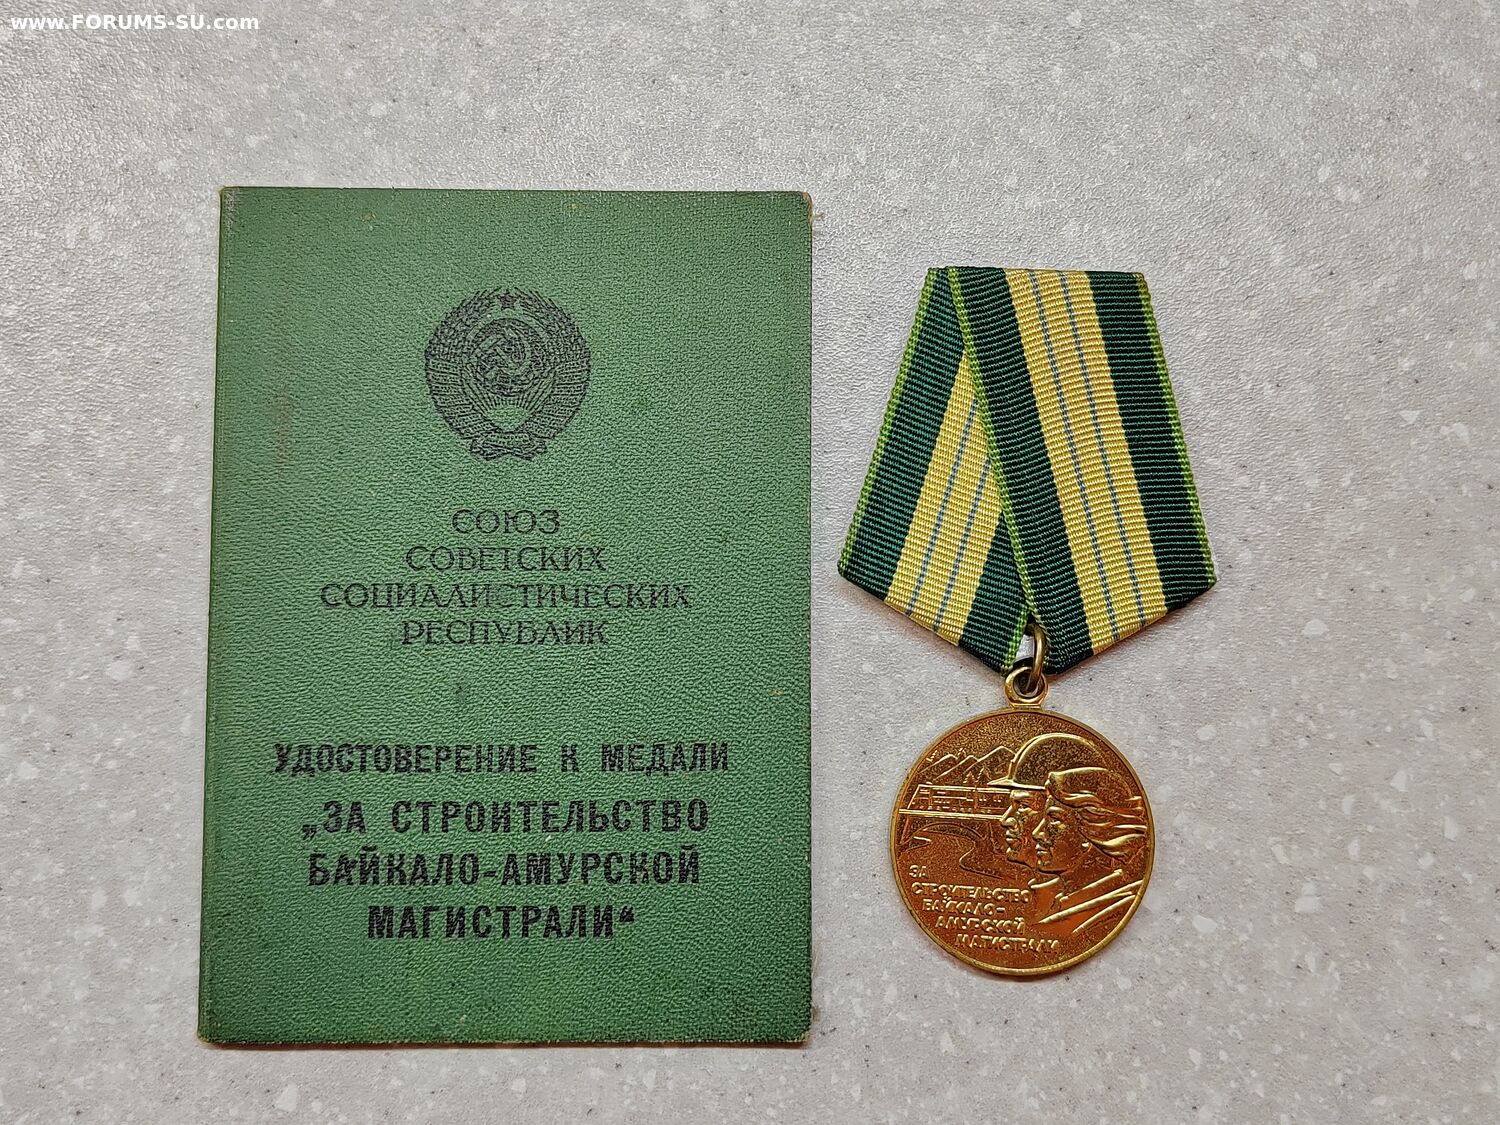 www.FORUMS-SU.com
СОЮЗ
СОВЕТСКИХ
СОЦИАЛИСТИЧЕСКИХ
РЕСПУБЛИК
УДОСТОВЕРЕНИЕ К МЕДАЛИ
„ЗА СТРОИТЕЛЬСТВО
БАЙКАЛО-АМУРСКОЙ
МАГИСТРАЛИ“
ЗА
СТРОИТЕЛЬСТВО
БАЙКАЛО-
АМУРСКОЙ
МАГИСТРАЛИ